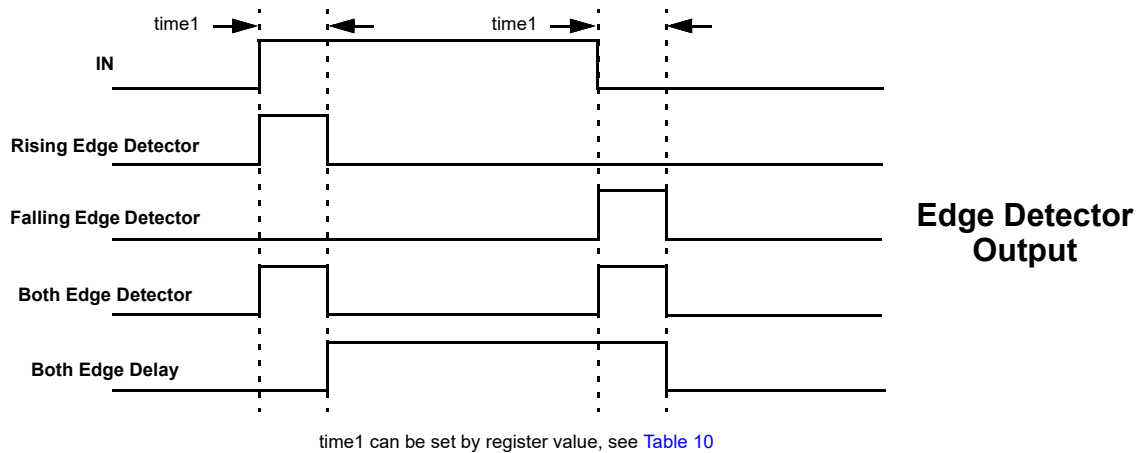 time1
time1
IN
Rising Edge Detector
Falling Edge Detector
Edge Detector
Output
Both Edge Detector
Both Edge Delay
time1 can be set by register value, see Table 10